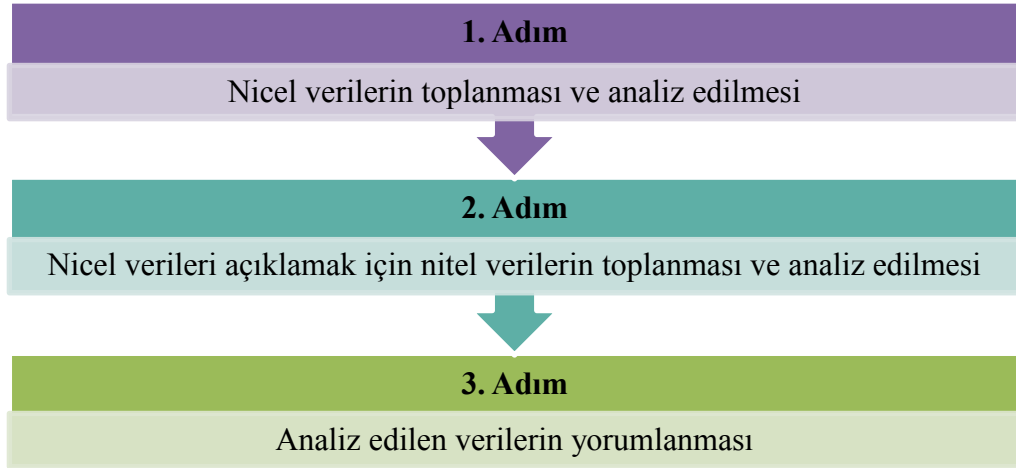 1. Adım
Nicel verilerin toplanması ve analiz edilmesi
2. Adım
Nicel verileri açıklamak için nitel verilerin toplanması ve analiz edilmesi
3. Adım
Analiz edilen verilerin yorumlanması